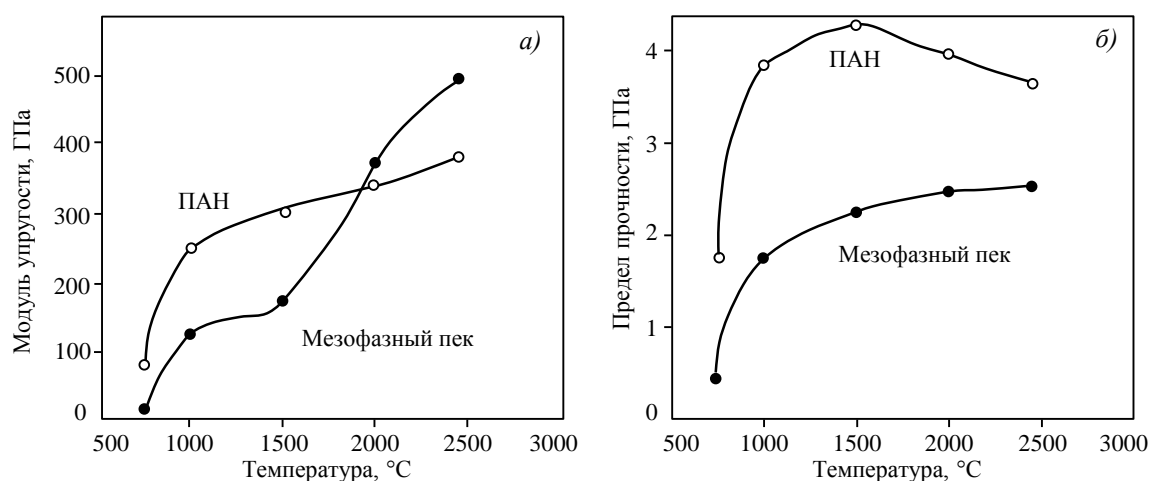 а)
Модуль упругости, ГПа
500
400
300
200
100
0
ПАН
Мезофазный пек
500 1000 1500 2000 2500 3000
Температура, °С
б)
Предел прочности, ГПа
4
3
2
1
0
ПАН
Мезофазный пек
500 1000 1500 2000 2500 3000
Температура, °С